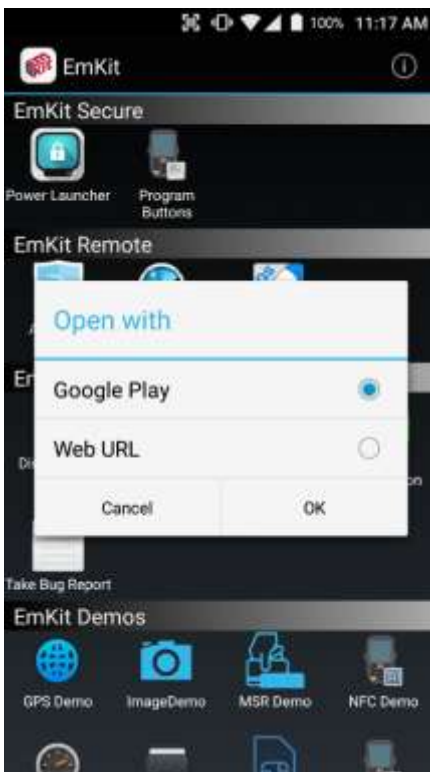 100% 11:17 AM
EmKit
EmKit Secure
Power Launcher
Program
Buttons
EmKit Remote
Open with
Google Play
Web URL
Cancel OK
Take Bug Report
EmKit Demos
GPS Demo ImageDemo MSR Demo NFC Demo